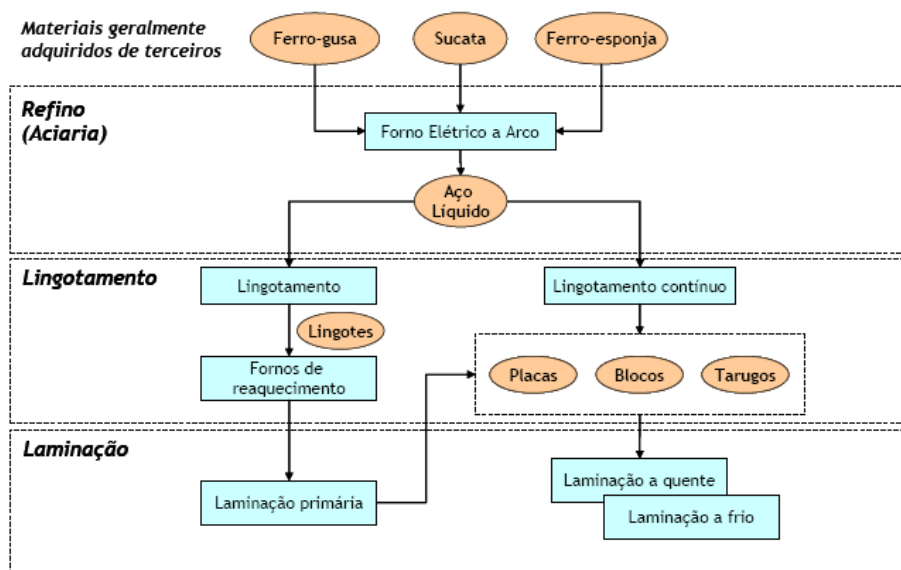 Materiais geralmente
adquiridos de terceiros
Ferro-gusa
Sucata
Ferro-esponja
Refino
(Aciaria)
Forno Elétrico a Arco
Aço
Líquido
Lingotamento
Lingotamento
Lingotamento contínuo
Lingotes
Fornos de
reaquecimento
Placas
Blocos
Tarugos
Laminação
Laminação primária
Laminação a quente
Laminação a frio